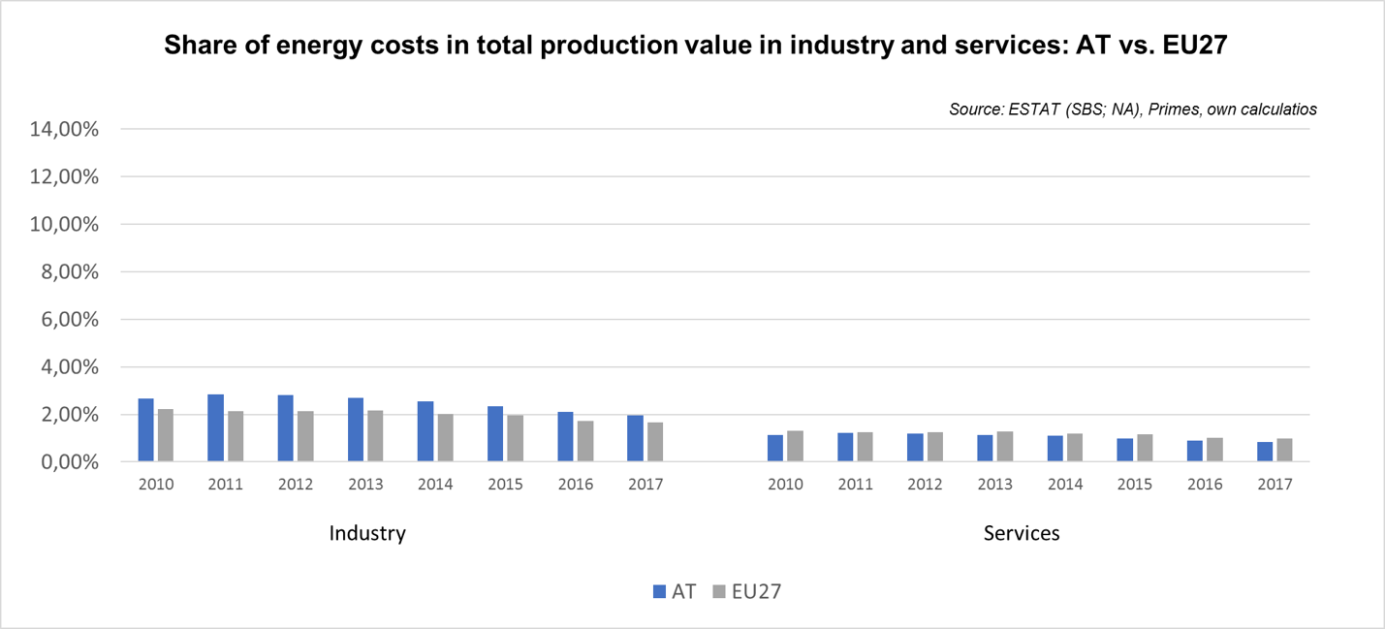 Share of energy costs in total production value in industry and services: AT vs. EU27
Source: ESTAT (SBS; NA), Primes, own calculatios
14,00%
12,00%
10,00%
8,00%
6,00%
4,00%
2,00%
0,00%
2010 2011 2012 2013 2014 2015 2016 2017 2010 2011 2012 2013 2014 2015 2016 2017
Industry Services
AT EU27